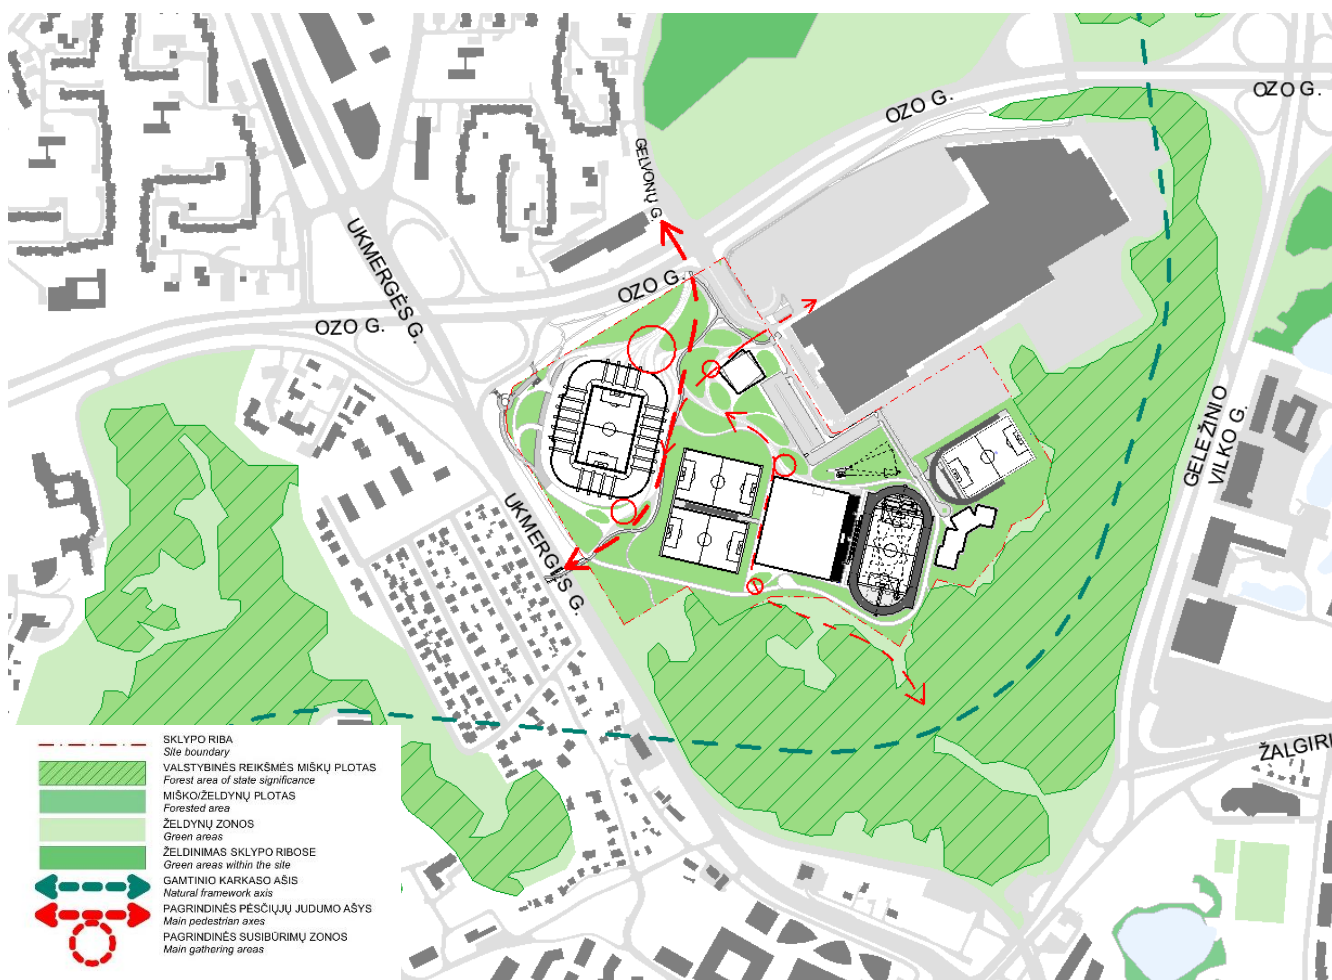 OZO G.
OZO G.
GELVONŲ G.
UKMERGĖS G.
OZO G.
OZO G.
GELEŽINIO
VILKO G.
UKMERGĖS G.
ŽALGIRI
SKLYPO RIBA
Site boundary
VALSTYBINĖS REIKŠMĖS MIŠKŲ PLOTAS
Forest area of state significance
MIŠKO/ŽELDYNŲ PLOTAS
Forested area
ŽELDYNŲ ZONOS
Green areas
ŽELDINIMAS SKLYPO RIBOSE
Green areas within the site
GAMTINIO KARKASO AŠIS
Natural framework axis
PAGRINDINĖS PĖSČIŲJŲ JUDUMO AŠYS
Main pedestrian axes
PAGRINDINĖS SUSIBŪRIMŲ ZONOS
Main gathering areas